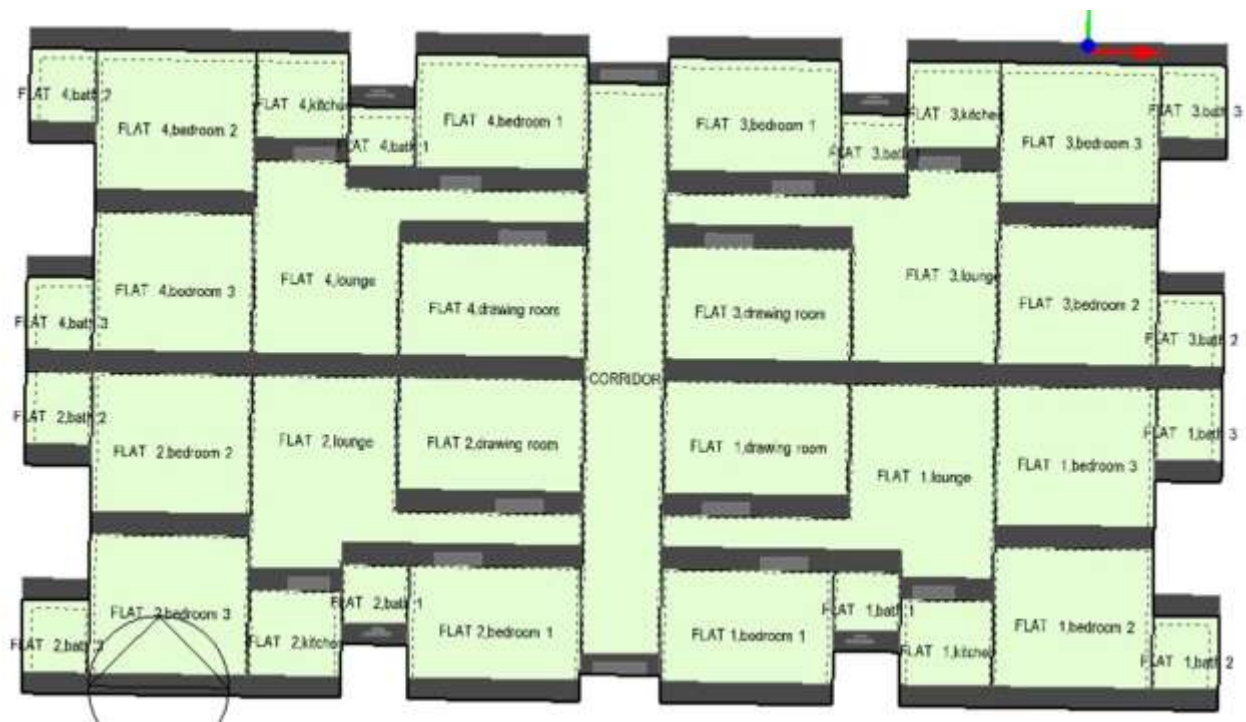 FLAT 4,bath 2
FLAT 4,bedroom 2
FLAT 4,kitchen
FLAT 4,bath 1
FLAT 4,bedroom 1
FLAT 3,bedroom 1
FLAT 3,bath 1
FLAT 3,kitchen
FLAT 3,bedroom 3
FLAT 3,bath 3
FLAT 4,bath 3
FLAT 4,bedroom 3
FLAT 4,lounge
FLAT 4,drawing room
FLAT 3,drawing room
FLAT 3,lounge
FLAT 3,bedroom 2
FLAT 3,bath 2
CORRIDOR
FLAT 2,bath 2
FLAT 2,bedroom 2
FLAT 2,lounge
FLAT 2,drawing room
FLAT 1,drawing room
FLAT 1,lounge
FLAT 1,bedroom 3
FLAT 1,bath 3
FLAT 2,bath 3
FLAT 2,bedroom 3
FLAT 2,kitchen
FLAT 2,bath 1
FLAT 2,bedroom 1
FLAT 1,bedroom 1
FLAT 1,bath 1
FLAT 1,kitchen
FLAT 1,bedroom 2
FLAT 1,bath 2